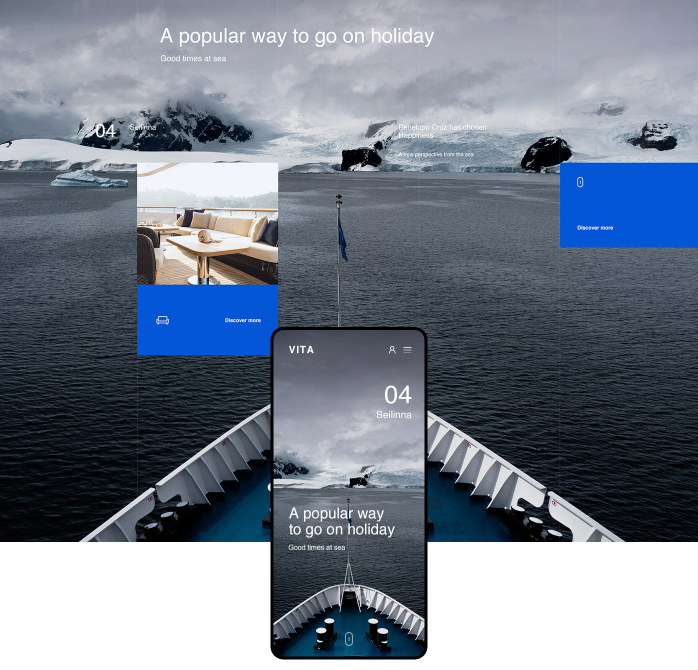 A popular way to go on holiday
Good times at sea
04
Seilinna
Penelopu Cruz has chosen
Happiness
A new perspective from the sea
Discover more
Discover more
VITA
04
Seilinna
A popular way
to go on holiday
Good times at sea